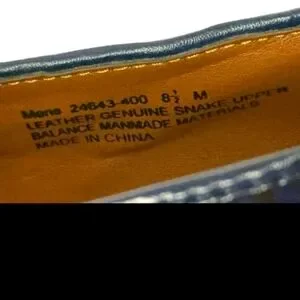 Mens 24643-400 8½ M
LEATHER GENUINE SNAKE UPPER
BALANCE MANMADE MATERIALS
MADE IN CHINA